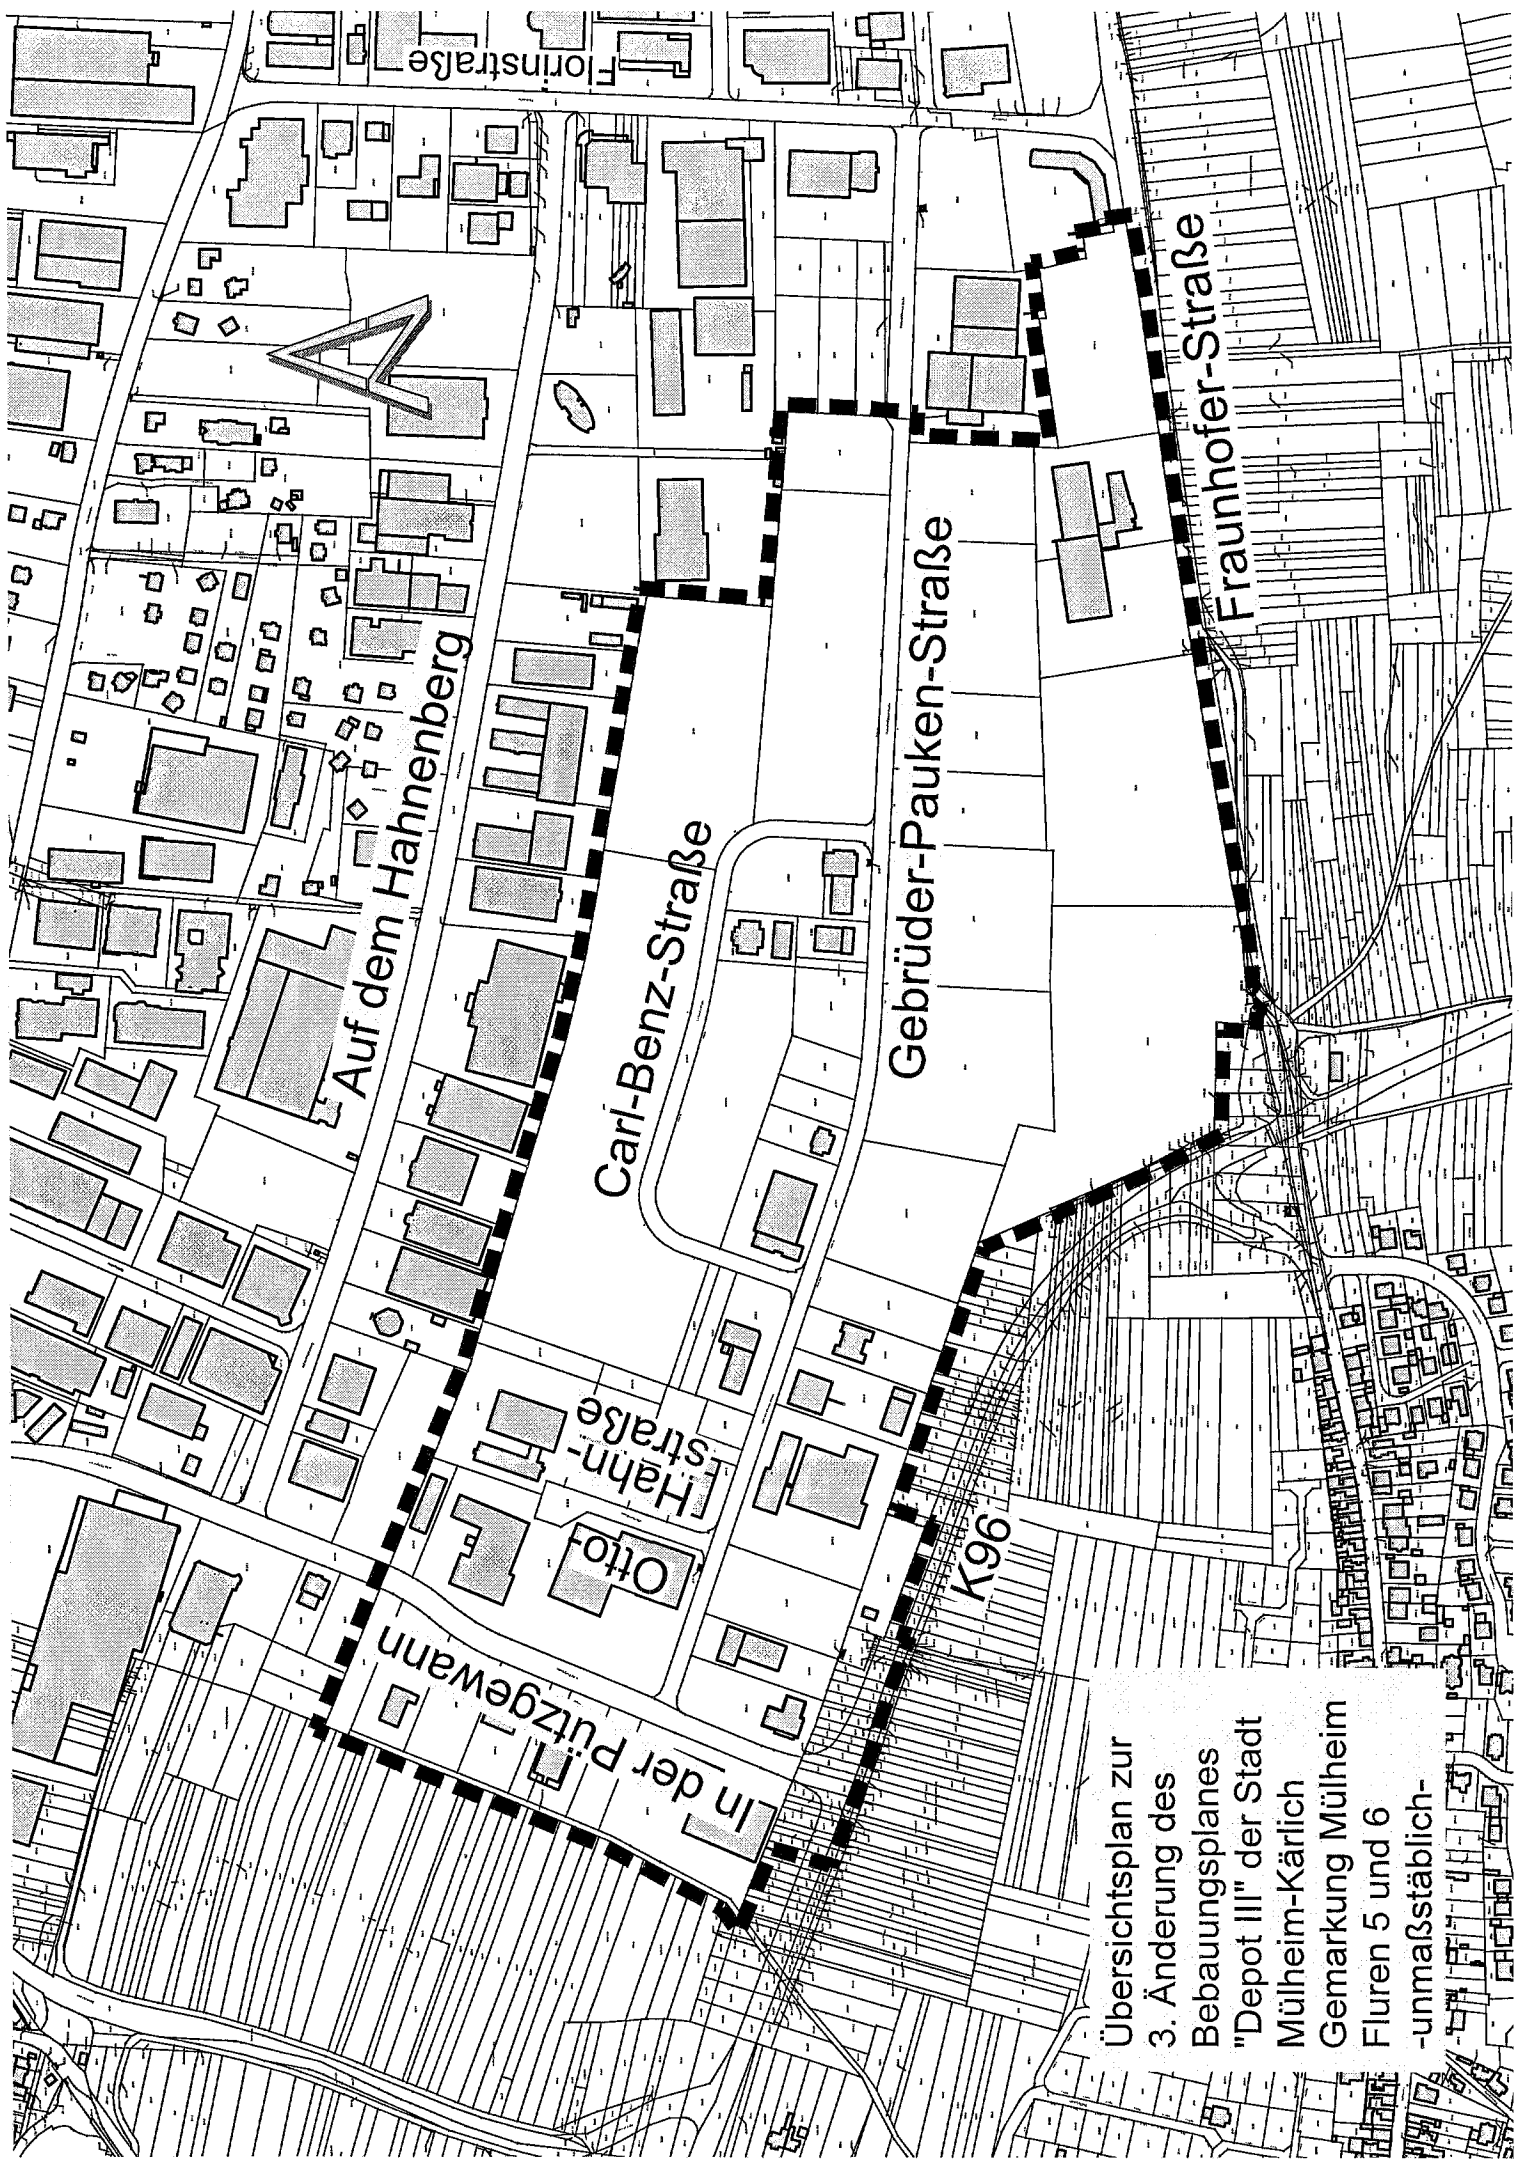 Florinstraße
Auf dem Hahnenberg
Fraunhofer-Straße
Gebrüder-Pauken-Straße
Carl-Benz-Straße
Otto-
Hahn-
straße
In der Pützgewann
K96
Übersichtsplan zur
3. Änderung des
Bebauungsplanes
"Depot III" der Stadt
Mülheim-Kärlich
Gemarkung Mülheim
Fluren 5 und 6
-unmaßstäblich-